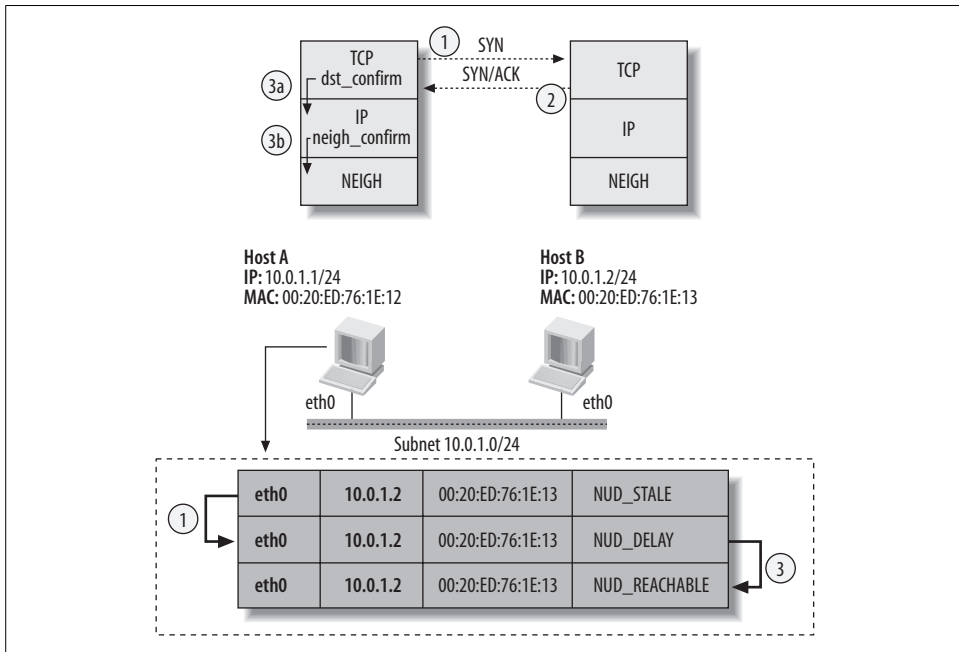 1 SYN
TCP
dst_confirm
TCP
SYN/ACK
2
3a
IP
neigh_confirm
IP
3b
NEIGH
NEIGH
Host A
IP: 10.0.1.1/24
MAC: 00:20:ED:76:1E:12
Host B
IP: 10.0.1.2/24
MAC: 00:20:ED:76:1E:13
eth0
eth0
Subnet 10.0.1.0/24
eth0 10.0.1.2 00:20:ED:76:1E:13 NUD_STALE
1
eth0 10.0.1.2 00:20:ED:76:1E:13 NUD_DELAY
3
eth0 10.0.1.2 00:20:ED:76:1E:13 NUD_REACHABLE